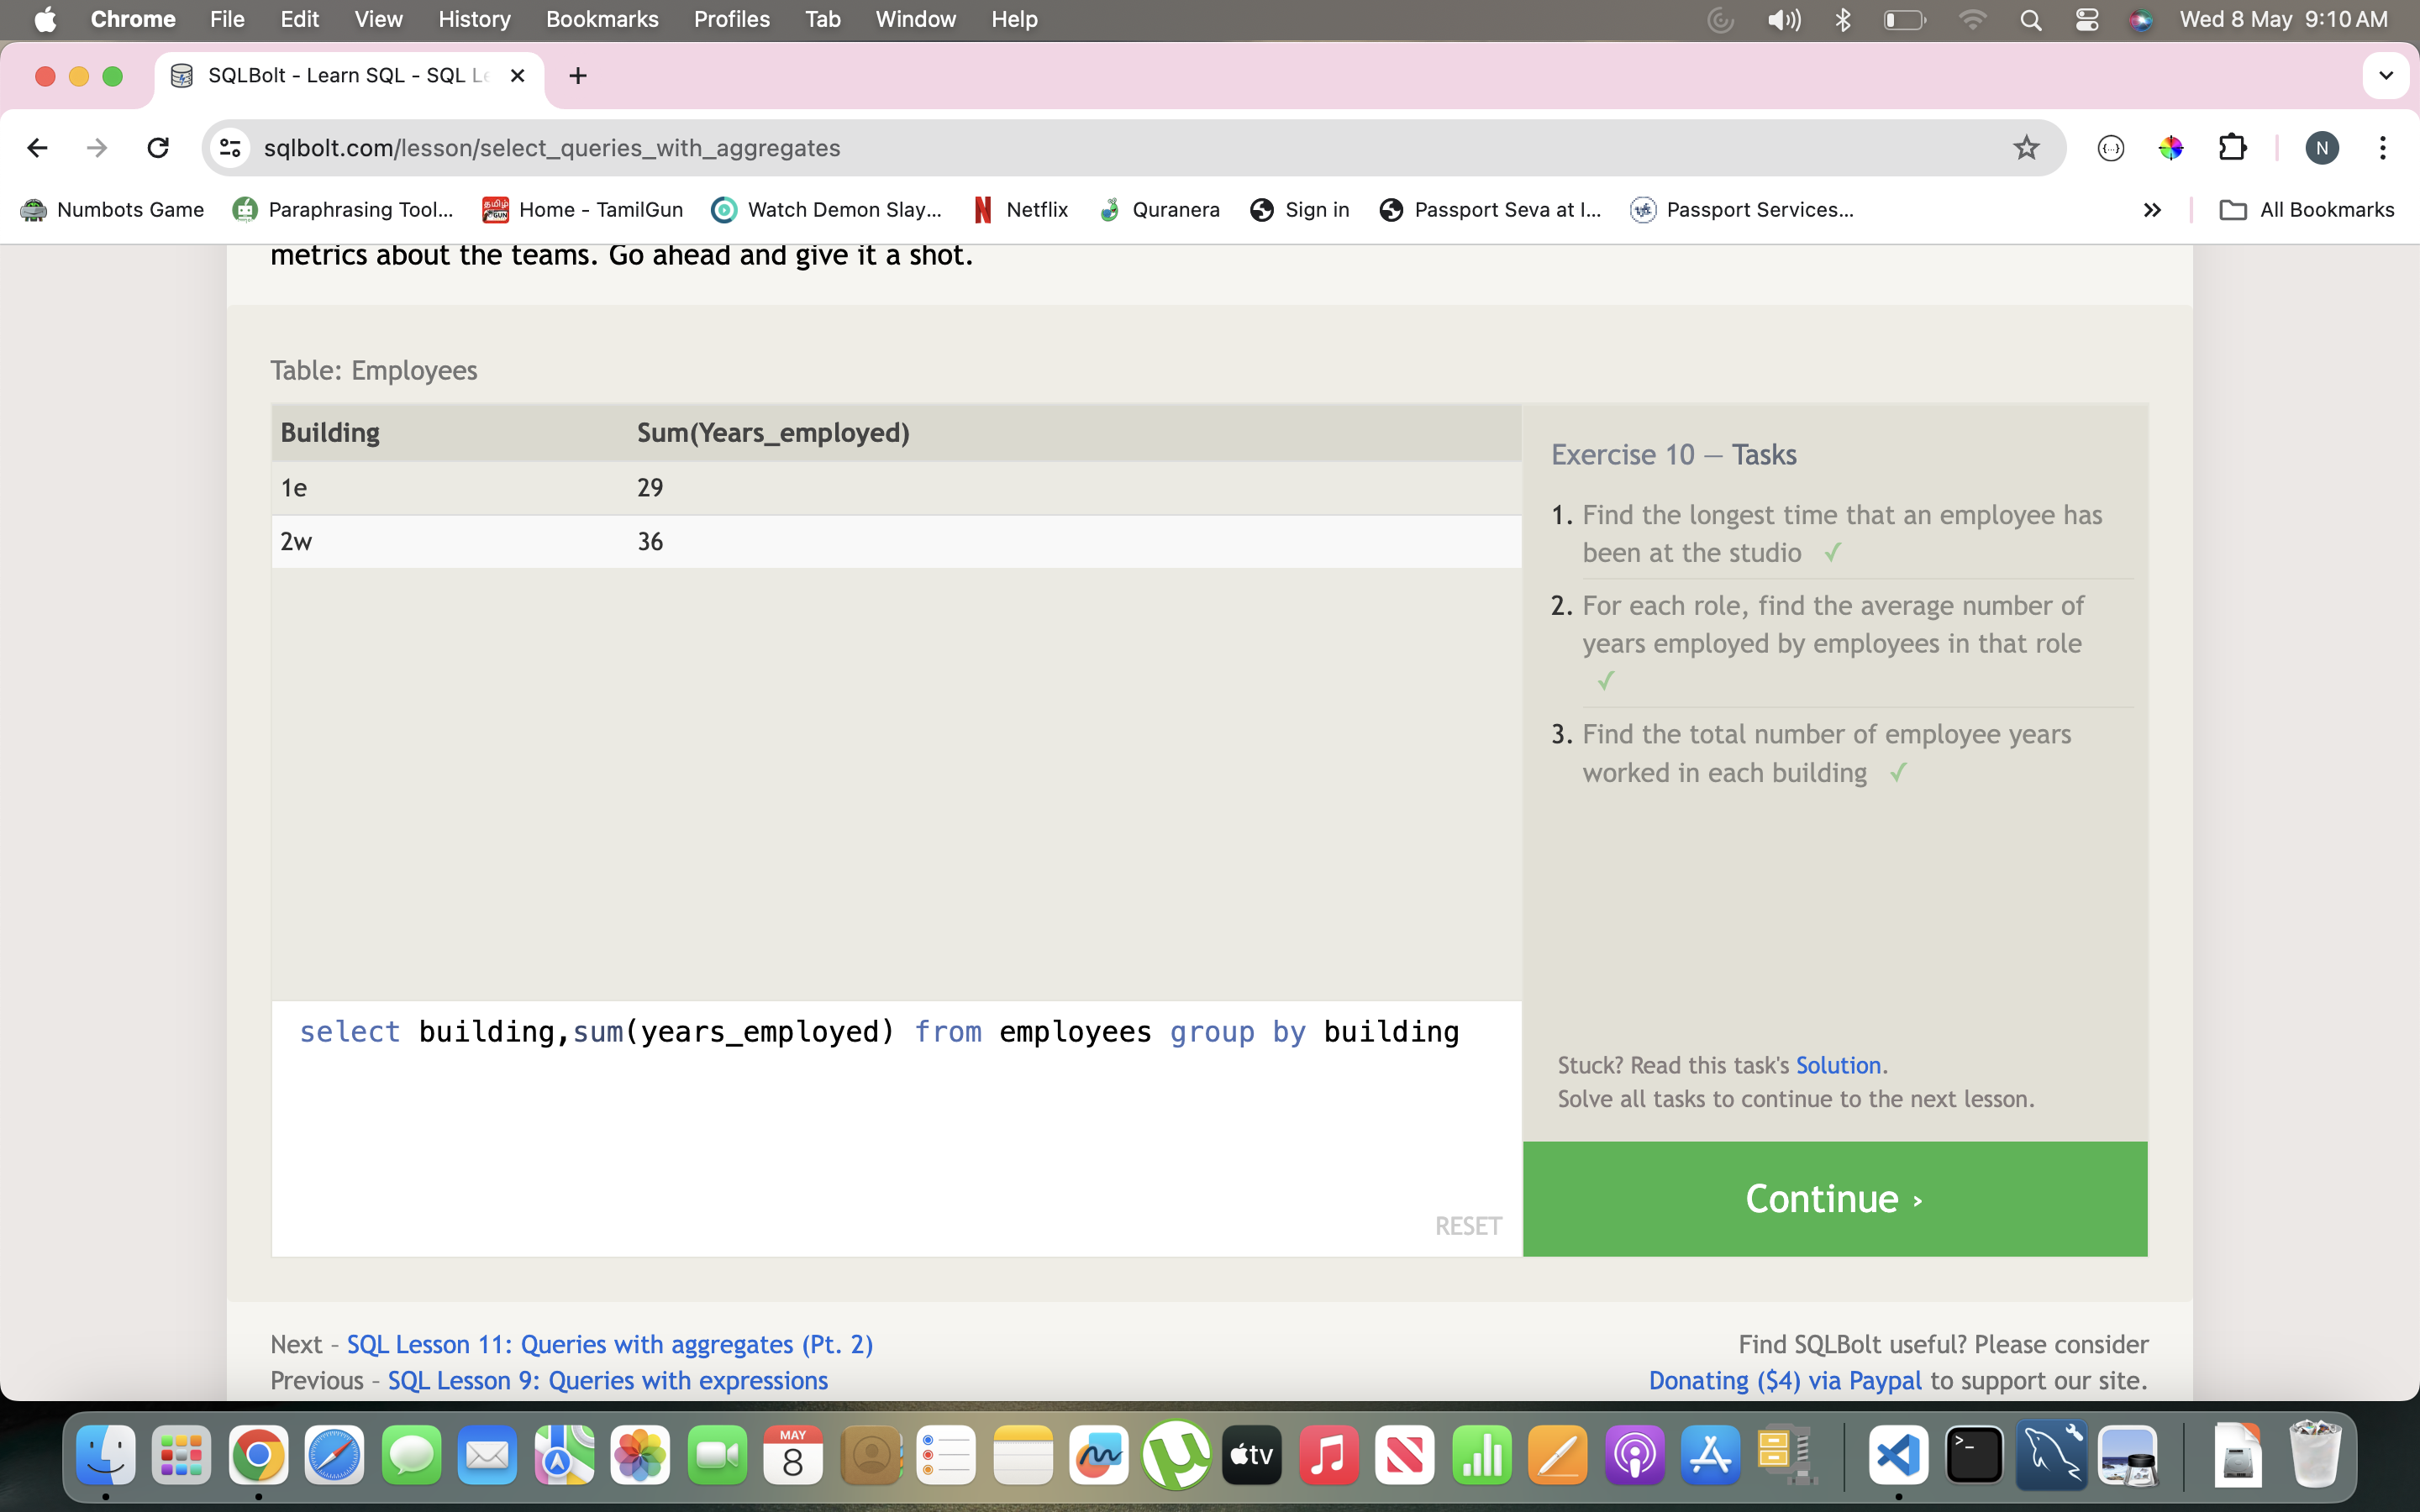 Chrome File Edit View History Bookmarks Profiles Tab Window Help Wed 8 May 9:10 AM
SQLBolt - Learn SQL - SQL Le
sqlbolt.com/lesson/select_queries_with_aggregates N
Numbots Game Paraphrasing Tool... Home - TamilGun Watch Demon Slay... Netflix Quranera Sign in Passport Seva at I... Passport Services... All Bookmarks
metrics about the teams. Go ahead and give it a shot.
Table: Employees
Building Sum(Years_employed)
1e 29
2w 36
select building,sum(years_employed) from employees group by building
RESET
Exercise 10 — Tasks
1. Find the longest time that an employee has
been at the studio ✓
2. For each role, find the average number of
years employed by employees in that role
✓
3. Find the total number of employee years
worked in each building ✓
Stuck? Read this task's Solution.
Solve all tasks to continue to the next lesson.
Continue ›
Next – SQL Lesson 11: Queries with aggregates (Pt. 2)
Previous – SQL Lesson 9: Queries with expressions
Find SQLBolt useful? Please consider
Donating ($4) via Paypal to support our site.
MAY
8
tv